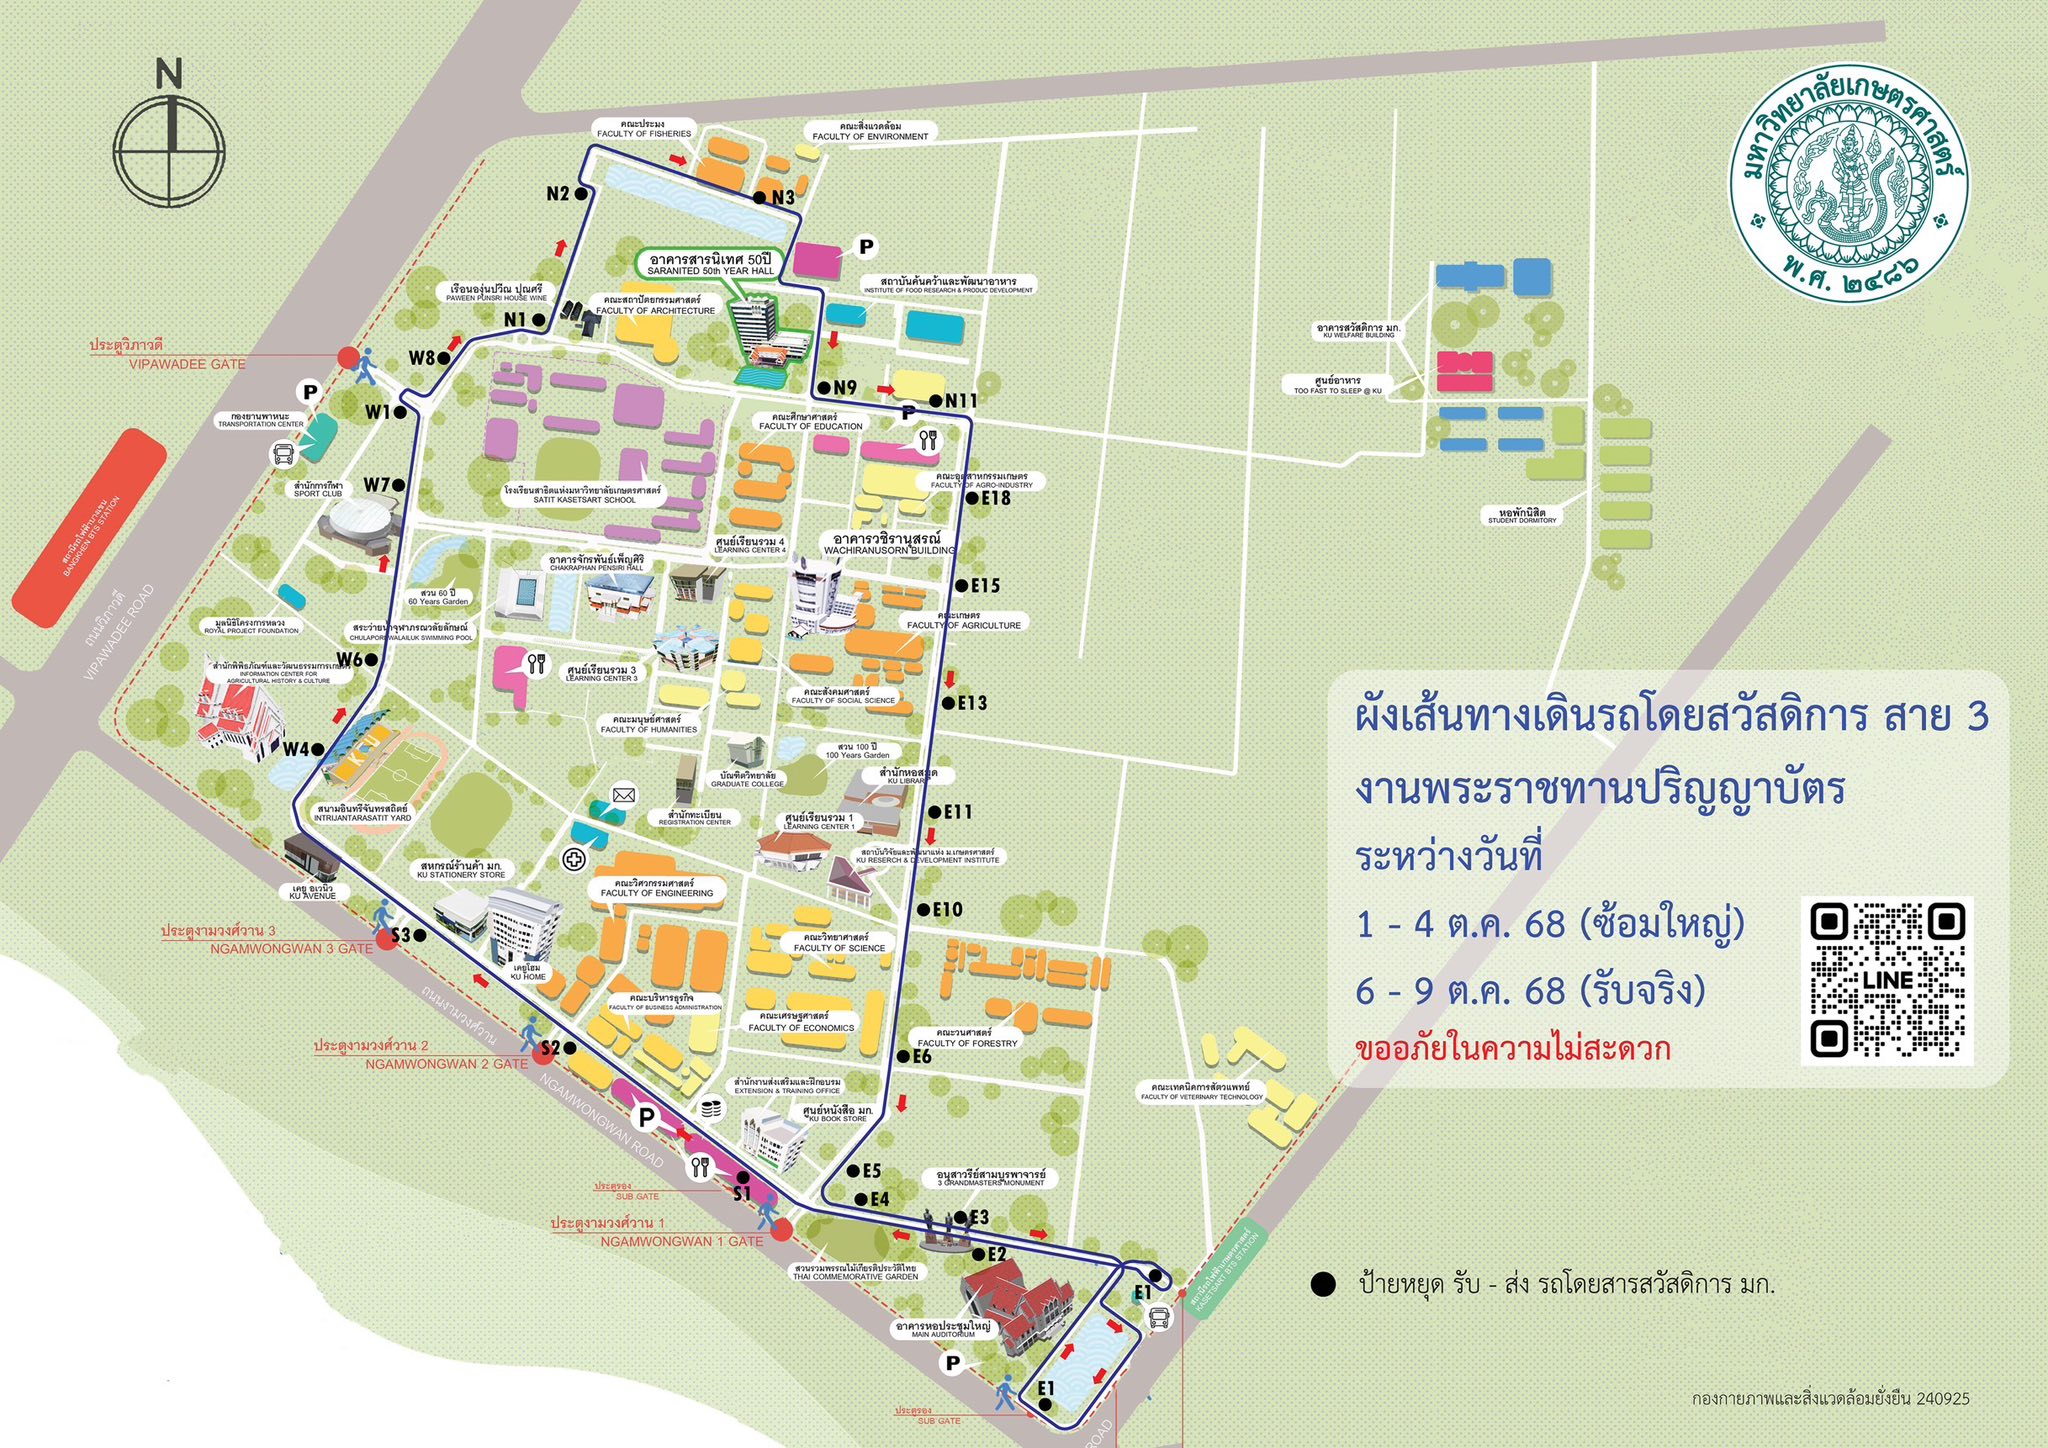 N
มหาวิทยาลัยเกษตรศาสตร์
พ.ศ. ๒๔๘๖
คณะประมง
FACULTY OF FISHERIES
คณะสิ่งแวดล้อม
FACULTY OF ENVIRONMENT
N2
N3
P
อาคารสารนิเทศ 50ปี
SARANITED 50th YEAR HALL
สถาบันค้นคว้าและพัฒนาอาหาร
INSTITUTE OF FOOD RESEARCH & PRODUC DEVELOPMENT
เรือนองุ่นปวีณ ปุณศรี
PAWEEN PUNSRI HOUSE WINE
คณะสถาปัตยกรรมศาสตร์
FACULTY OF ARCHITECTURE
N1
อาคารสวัสดิการ มก.
KU WELFARE BUILDING
ประตูวิภาวดี
VIPAWADEE GATE
W8
ศูนย์อาหาร
TOO FAST TO SLEEP @ KU
N9
N11
P
P
W1
กองยานพาหนะ
TRANSPORTATION CENTER
คณะศึกษาศาสตร์
FACULTY OF EDUCATION
คณะอุตสาหกรรมเกษตร
FACULTY OF AGRO-INDUSTRY
W7
สำนักการกีฬา
SPORT CLUB
โรงเรียนสาธิตแห่งมหาวิทยาลัยเกษตรศาสตร์
SATIT KASETSART SCHOOL
E18
หอพักนิสิต
STUDENT DORMITORY
สถานีรถไฟฟ้าบางเขน
BANGKHEN BTS STATION
ศูนย์เรียนรวม 4
LEARNING CENTER 4
อาคารวชิรานุสรณ์
WACHIRANUSORN BUILDING
อาคารจักรพันธ์เพ็ญศิริ
CHAKRAPHAN PENSIRI HALL
E15
สวน 60 ปี
60 Years Garden
มูลนิธิโครงการหลวง
ROYAL PROJECT FOUNDATION
สระว่ายน้ำจุฬาภรณวลัยลักษณ์
CHULAPORNWALAILUK SWIMMING POOL
คณะเกษตร
FACULTY OF AGRICULTURE
ถนนวิภาวดี
VIPAWADEE ROAD
W6
สำนักพิพิธภัณฑ์และวัฒนธรรมการเกษตร
INFORMATION CENTER FOR
AGRICULTURAL HISTORY & CULTURE
ศูนย์เรียนรวม 3
LEARNING CENTER 3
คณะสังคมศาสตร์
FACULTY OF SOCIAL SCIENCE
E13
คณะมนุษย์ศาสตร์
FACULTY OF HUMANITIES
W4
สวน 100 ปี
100 Years Garden
บัณฑิตวิทยาลัย
GRADUATE COLLEGE
สำนักหอสมุด
KU LIBRARY
สนามอินทรีจันทรสถิตย์
INTRIJANTARASATIT YARD
สำนักทะเบียน
REGISTRATION CENTER
ศูนย์เรียนรวม 1
LEARNING CENTER 1
E11
สถาบันวิจัยและพัฒนาแห่ง ม.เกษตรศาสตร์
KU RESERCH & DEVELOPMENT INSTITUTE
เคยู อเวนิว
KU AVENUE
สหกรณ์ร้านค้า มก.
KU STATIONERY STORE
คณะวิศวกรรมศาสตร์
FACULTY OF ENGINEERING
E10
ประตูงามวงศ์วาน 3
NGAMWONGWAN 3 GATE
S3
คณะวิทยาศาสตร์
FACULTY OF SCIENCE
เคยูโฮม
KU HOME
คณะบริหารธุรกิจ
FACULTY OF BUSINESS ADMINISTRATION
คณะเศรษฐศาสตร์
FACULTY OF ECONOMICS
คณะวนศาสตร์
FACULTY OF FORESTRY
ถนนงามวงศ์วาน
ประตูงามวงศ์วาน 2
NGAMWONGWAN 2 GATE
S2
E6
NGAMWONGWAN ROAD
สำนักงานส่งเสริมและฝึกอบรม
EXTENSION & TRAINING OFFICE
คณะเทคนิคการสัตวแพทย์
FACULTY OF VETERINARY TECHNOLOGY
P
ศูนย์หนังสือ มก.
KU BOOK STORE
E5
ประตูรอง
SUB GATE
S1
E4
อนุสาวรีย์สามบูรพาจารย์
3 GRANDMASTERS MONUMENT
E3
ประตูงามวงศ์วาน 1
NGAMWONGWAN 1 GATE
E2
สวนรวมพรรณไม้เกียรติประวัติไทย
THAI COMMEMORATIVE GARDEN
E1
สถานีรถไฟฟ้าเกษตรศาสตร์
KASETSART BTS STATION
อาคารหอประชุมใหญ่
MAIN AUDITORIUM
P
E1
ประตูรอง
SUB GATE
ROAD
ผังเส้นทางเดินรถโดยสวัสดิการ สาย 3
งานพระราชทานปริญญาบัตร
ระหว่างวันที่
1 - 4 ต.ค. 68 (ซ้อมใหญ่)
6 - 9 ต.ค. 68 (รับจริง)
ขออภัยในความไม่สะดวก
LINE
ป้ายหยุด รับ - ส่ง รถโดยสารสวัสดิการ มก.
กองกายภาพและสิ่งแวดล้อมยั่งยืน 240925